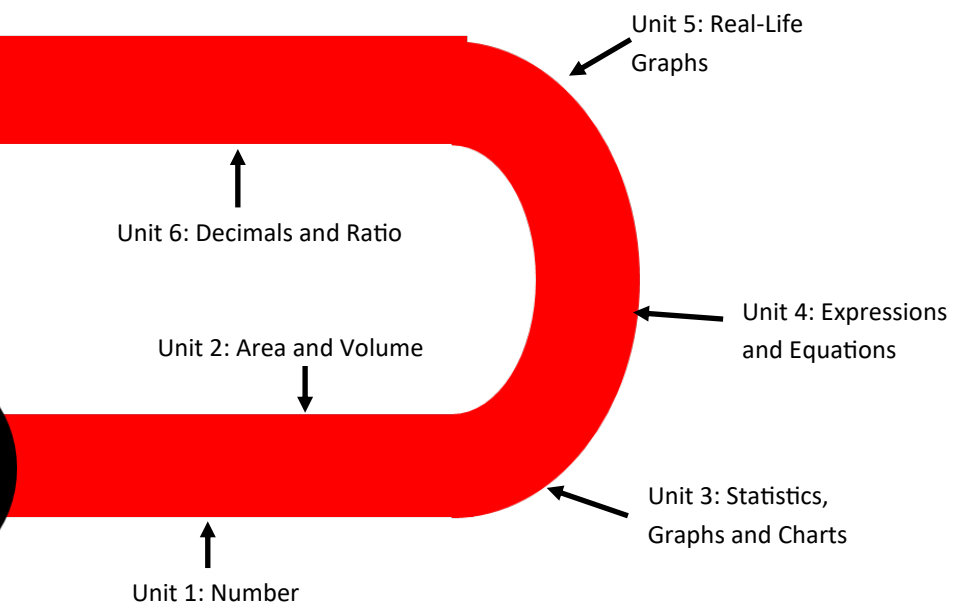 Unit 5: Real-Life
Graphs
Unit 6: Decimals and Ratio
Unit 4: Expressions
and Equations
Unit 2: Area and Volume
Unit 3: Statistics,
Graphs and Charts
Unit 1: Number